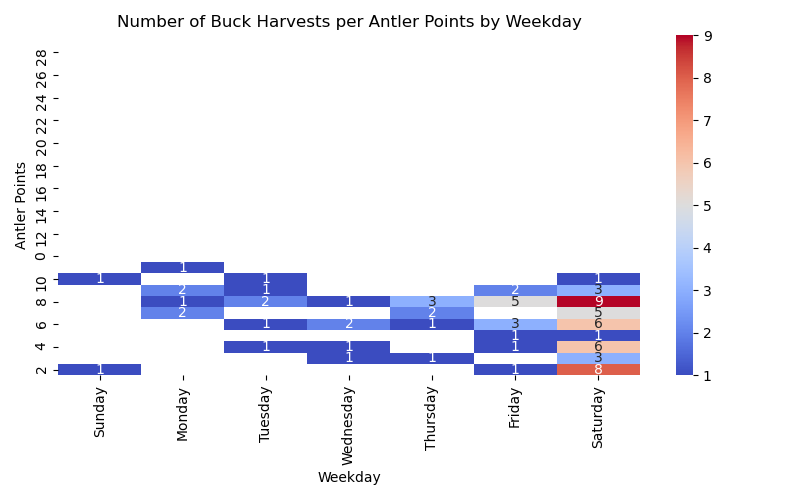 Number of Buck Harvests per Antler Points by Weekday
Antler Points
28
26
24
22
20
18
16
14
12
0
10
8
6
4
2
1
1 1 1
2 1 2 3
1 2 1 3 5 9
2 2 5
1 2 1 3 6
1 1
1 1 1 6
1 1 3
1 1 8
Sunday Monday Tuesday Wednesday Thursday Friday Saturday
Weekday
9
8
7
6
5
4
3
2
1